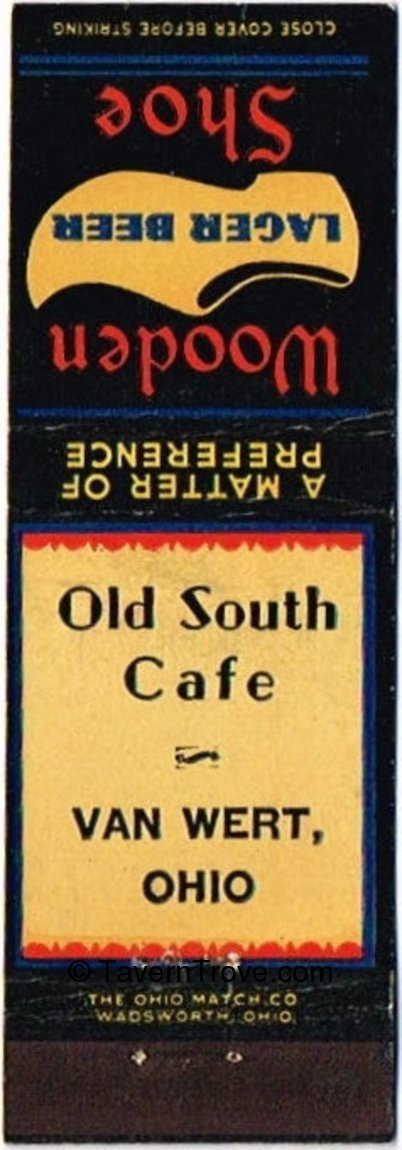 CLOSE COVER BEFORE STRIKING
Wooden
LAGER BEER
Shoe
A MATTER OF
PREFERENCE
Old South
Cafe
VAN WERT,
OHIO
© TavernTrove.com
THE OHIO MATCH CO
WADSWORTH, OHIO